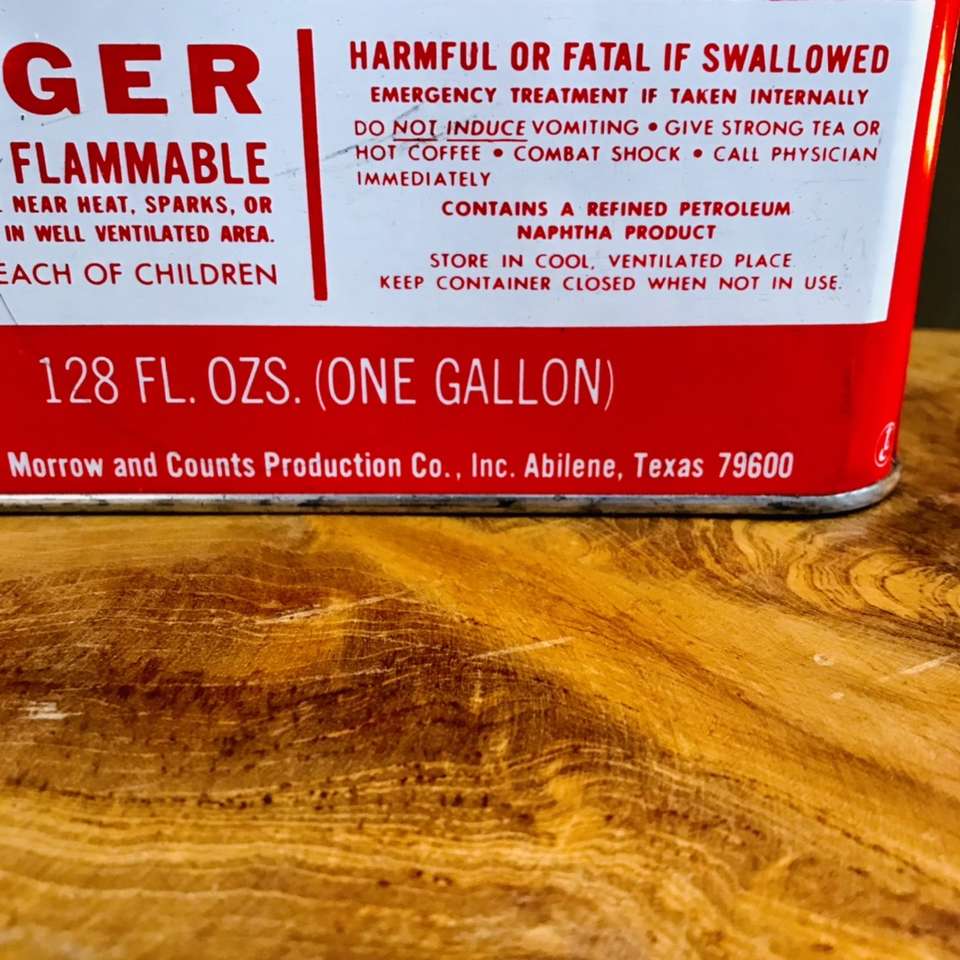 GER
FLAMMABLE
NEAR HEAT, SPARKS, OR
IN WELL VENTILATED AREA.
EACH OF CHILDREN
HARMFUL OR FATAL IF SWALLOWED
EMERGENCY TREATMENT IF TAKEN INTERNALLY
DO NOT INDUCE VOMITING • GIVE STRONG TEA OR
HOT COFFEE • COMBAT SHOCK • CALL PHYSICIAN
IMMEDIATELY
CONTAINS A REFINED PETROLEUM
NAPHTHA PRODUCT
STORE IN COOL, VENTILATED PLACE.
KEEP CONTAINER CLOSED WHEN NOT IN USE.
128 FL. OZS. (ONE GALLON)
Morrow and Counts Production Co., Inc. Abilene, Texas 79600